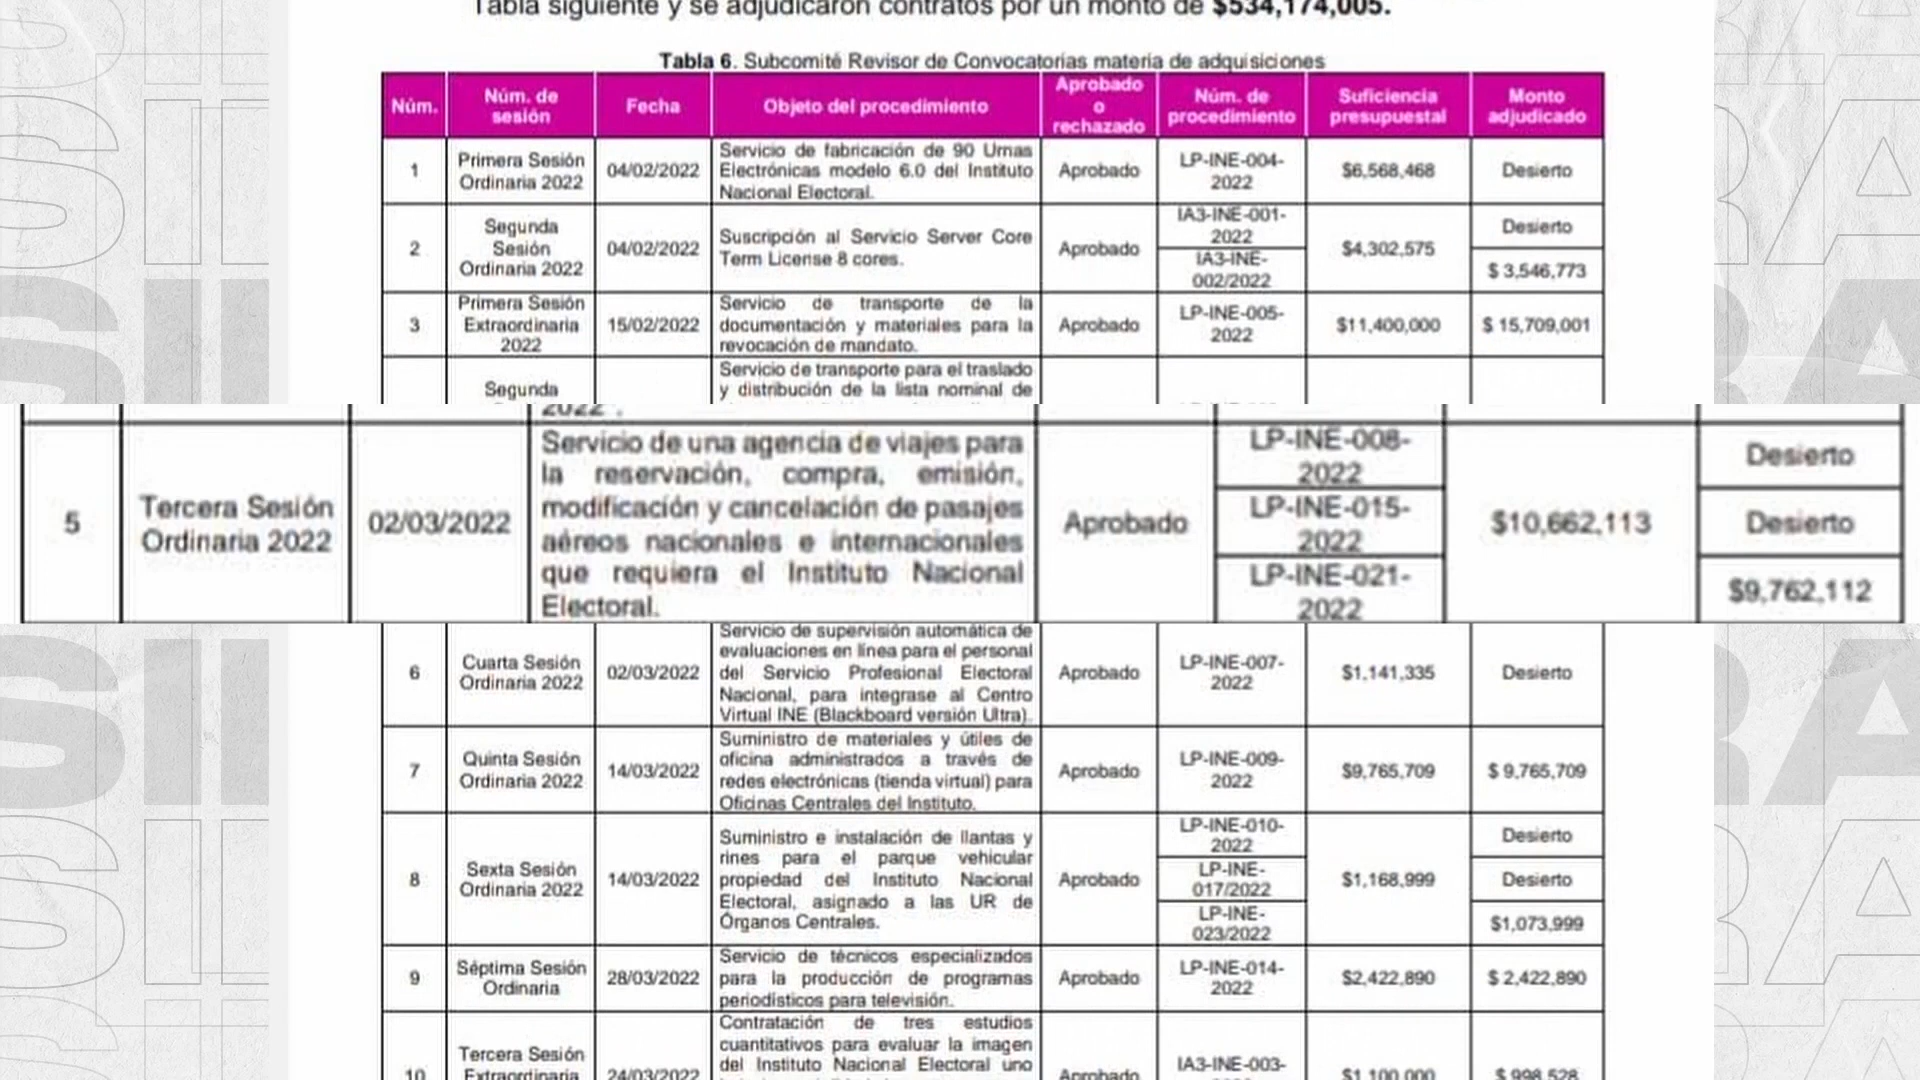 Tabla siguiente y se adjudicaron contratos por un monto de $534,174,005.
Tabla 6. Subcomité Revisor de Convocatorias materia de adquisiciones
Núm.
Núm. de
sesión
Fecha
Objeto del procedimiento
Aprobado
o
rechazado
Núm. de
procedimiento
Suficiencia
presupuestal
Monto
adjudicado
1
Primera Sesión
Ordinaria 2022
04/02/2022
Servicio de fabricación de 90 Urnas
Electrónicas modelo 6.0 del Instituto
Nacional Electoral.
Aprobado
LP-INE-004-
2022
$6,568,468
Desierto
2
Segunda
Sesión
Ordinaria 2022
04/02/2022
Suscripción al Servicio Server Core
Term License 8 cores.
Aprobado
IA3-INE-001-
2022
IA3-INE-
002/2022
$4,302,575
Desierto
$ 3,546,773
3
Primera Sesión
Extraordinaria
2022
15/02/2022
Servicio de transporte de la
documentación y materiales para la
revocación de mandato.
Aprobado
LP-INE-005-
2022
$11,400,000
$ 15,709,001
Segunda
Servicio de transporte para el traslado
y distribución de la lista nominal de
2022".
5
Tercera Sesión
Ordinaria 2022
02/03/2022
Servicio de una agencia de viajes para
la reservación, compra, emisión,
modificación y cancelación de pasajes
aéreos nacionales e internacionales
que requiera el Instituto Nacional
Electoral.
Aprobado
LP-INE-008-
2022
LP-INE-015-
2022
LP-INE-021-
2022
$10,662,113
Desierto
Desierto
$9,762,112
6
Cuarta Sesión
Ordinaria 2022
02/03/2022
Servicio de supervisión automática de
evaluaciones en línea para el personal
del Servicio Profesional Electoral
Nacional, para integrase al Centro
Virtual INE (Blackboard versión Ultra).
Aprobado
LP-INE-007-
2022
$1,141,335
Desierto
7
Quinta Sesión
Ordinaria 2022
14/03/2022
Suministro de materiales y útiles de
oficina administrados a través de
redes electrónicas (tienda virtual) para
Oficinas Centrales del Instituto.
Aprobado
LP-INE-009-
2022
$9,765,709
$ 9,765,709
8
Sexta Sesión
Ordinaria 2022
14/03/2022
Suministro e instalación de llantas y
rines para el parque vehicular
propiedad del Instituto Nacional
Electoral, asignado a las UR de
Órganos Centrales.
Aprobado
LP-INE-010-
2022
LP-INE-
017/2022
LP-INE-
023/2022
$1,168,999
Desierto
Desierto
$1,073,999
9
Séptima Sesión
Ordinaria
28/03/2022
Servicio de técnicos especializados
para la producción de programas
periodísticos para televisión.
Aprobado
LP-INE-014-
2022
$2,422,890
$ 2,422,890
10
Tercera Sesión
Extraordinaria
24/03/2022
Contratación de tres estudios
cuantitativos para evaluar la imagen
del Instituto Nacional Electoral uno
Aprobado
IA3-INE-003-
$1,100,000
$ 998,528